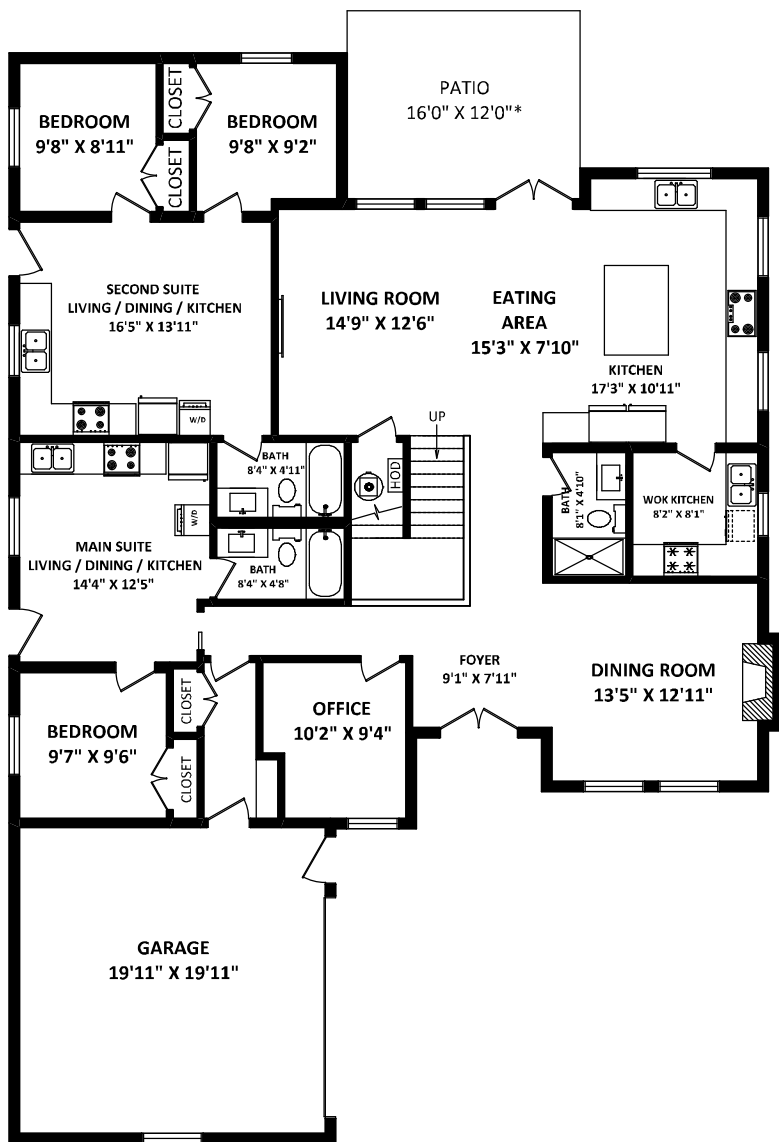 PATIO
16'0" X 12'0"*
BEDROOM
9'8" X 8'11"
CLOSET
CLOSET
BEDROOM
9'8" X 9'2"
SECOND SUITE
LIVING / DINING / KITCHEN
16'5" X 13'11"
W/D
LIVING ROOM
14'9" X 12'6"
EATING
AREA
15'3" X 7'10"
KITCHEN
17'3" X 10'11"
UP
BATH
8'4" X 4'11"
HOD
BATH
8'1" X 4'10"
WOK KITCHEN
8'2" X 8'1"
W/D
MAIN SUITE
LIVING / DINING / KITCHEN
14'4" X 12'5"
BATH
8'4" X 4'8"
FOYER
9'1" X 7'11"
DINING ROOM
13'5" X 12'11"
BEDROOM
9'7" X 9'6"
CLOSET
CLOSET
OFFICE
10'2" X 9'4"
GARAGE
19'11" X 19'11"